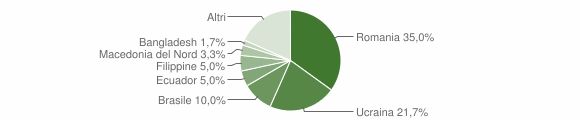 Altri
Bangladesh 1,7%
Macedonia del Nord 3,3%
Filippine 5,0%
Ecuador 5,0%
Brasile 10,0%
Romania 35,0%
Ucraina 21,7%